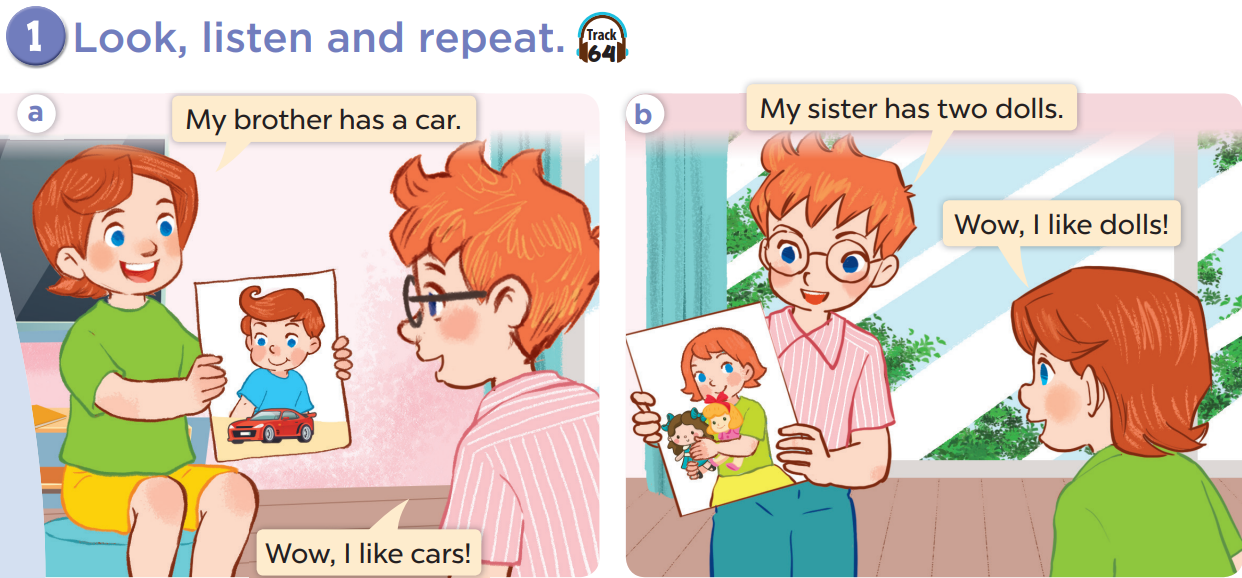 1 Look, listen and repeat. Track 64
a
My brother has a car.
Wow, I like cars!
b
My sister has two dolls.
Wow, I like dolls!